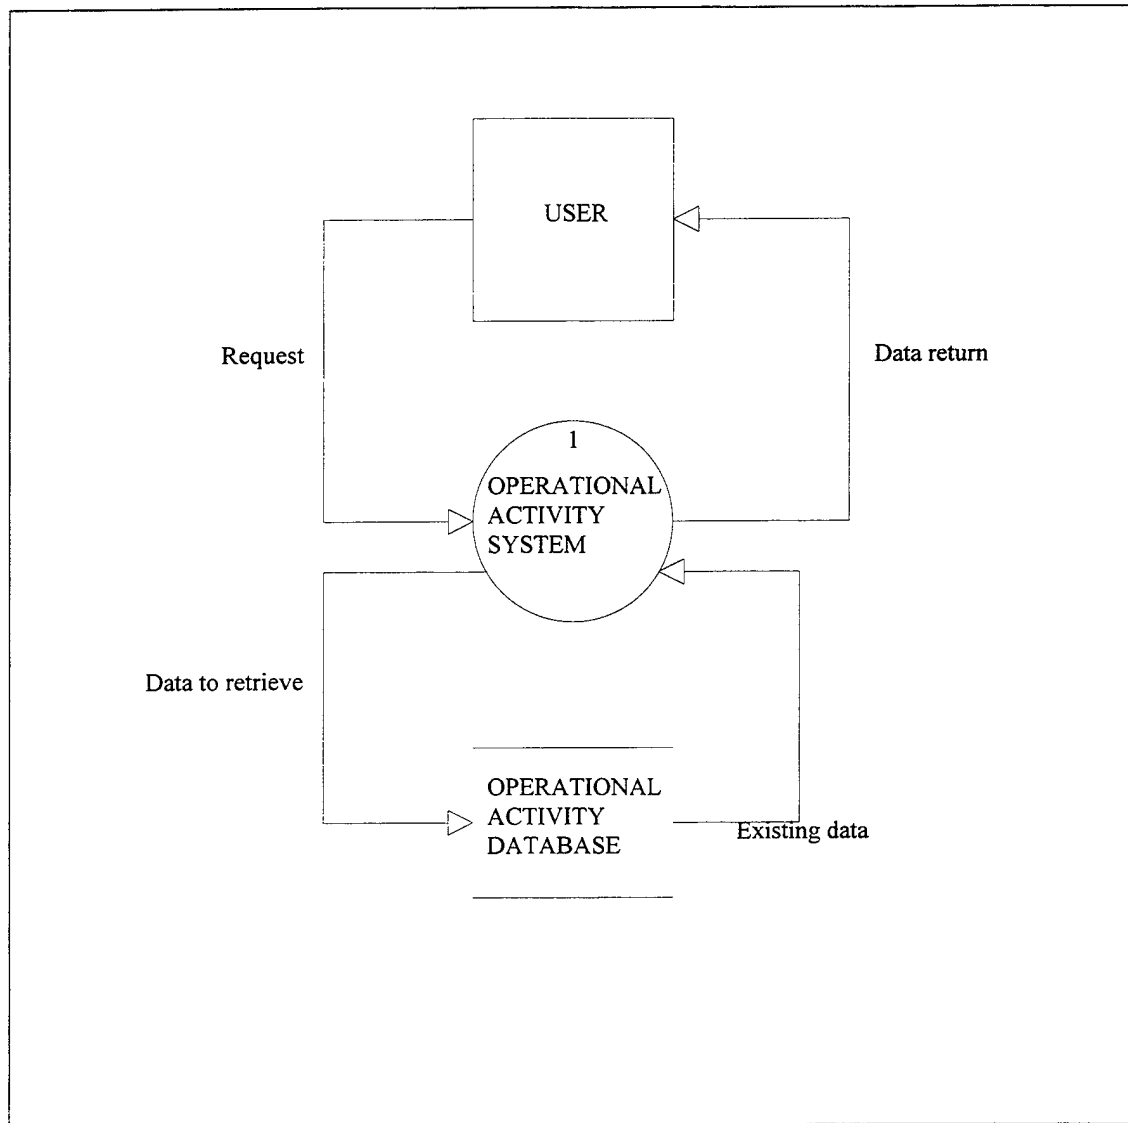 USER
Request
Data return
1
OPERATIONAL
ACTIVITY
SYSTEM
Data to retrieve
OPERATIONAL
ACTIVITY
DATABASE
Existing data